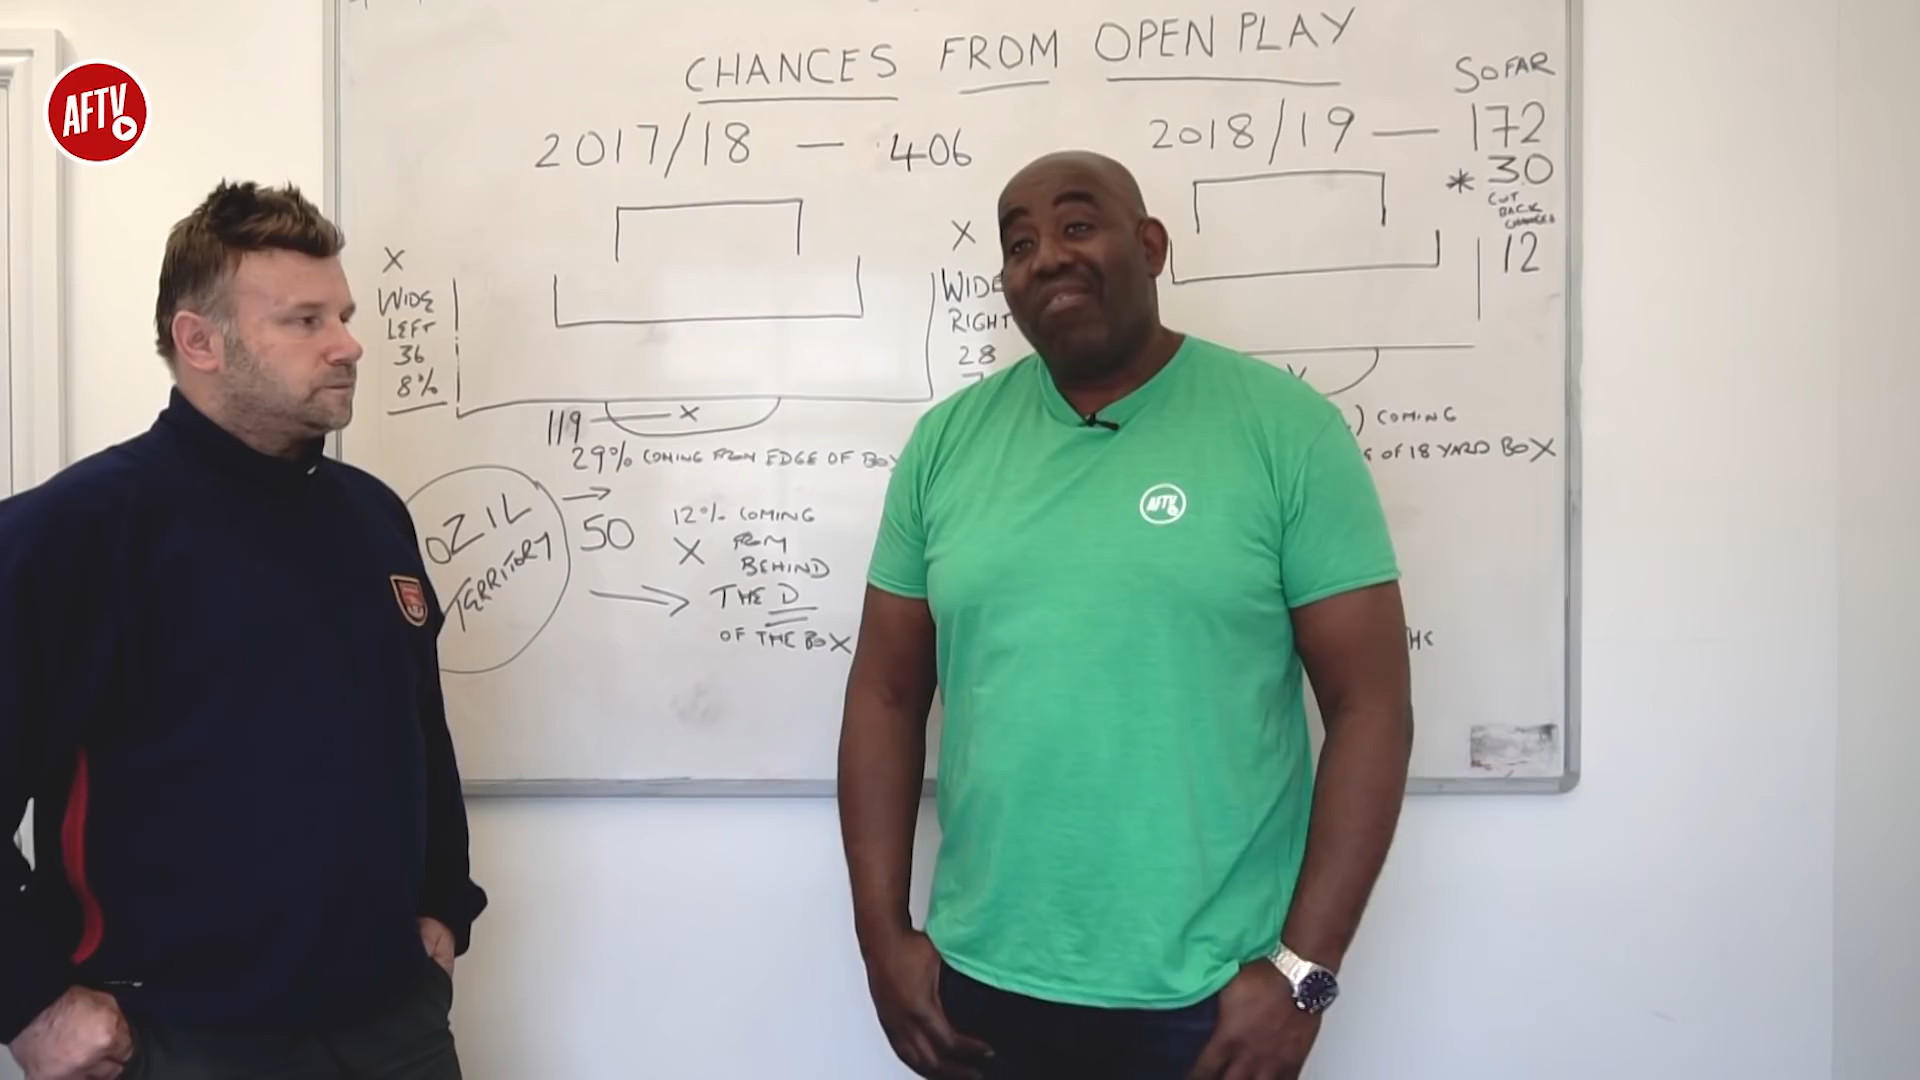 AFTV
CHANCES FROM OPEN PLAY
SO FAR
2017/18 — 406
2018/19 — 172
* 30
CUT
BACK
CHANCES
12
X
WIDE
LEFT
36
8%
X
WIDE
RIGHT
28
119 — X
29% COMING FROM EDGE OF BOX
) COMING
OF 18 YARD BOX
OZIL
TERRITORY
50
12% COMING
X FROM
BEHIND
THE D
OF THE BOX
AFTV